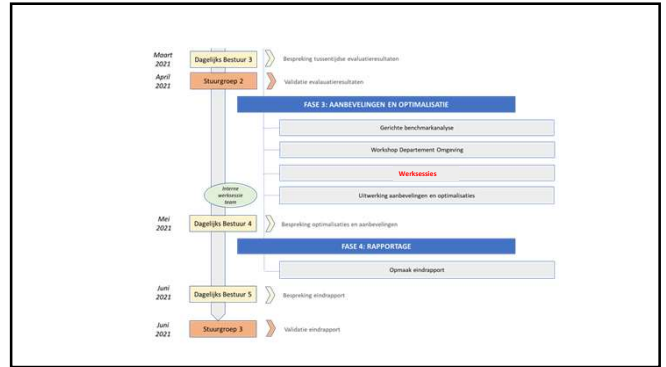 Maart
2021
Dagelijks Bestuur 3
Bespreking tussentijdse evaluatieresultaten
April
2021
Stuurgroep 2
Validatie evalauatieresultaten
FASE 3: AANBEVELINGEN EN OPTIMALISATIE
Gerichte benchmarkanalyse
Workshop Departement Omgeving
Werksessies
Interne
werksessie
team
Uitwerking aanbevelingen en optimalisaties
Mei
2021
Dagelijks Bestuur 4
Bespreking optimalisaties en aanbevelingen
FASE 4: RAPPORTAGE
Opmaak eindrapport
Juni
2021
Dagelijks Bestuur 5
Bespreking eindrapport
Juni
2021
Stuurgroep 3
Validatie eindrapport